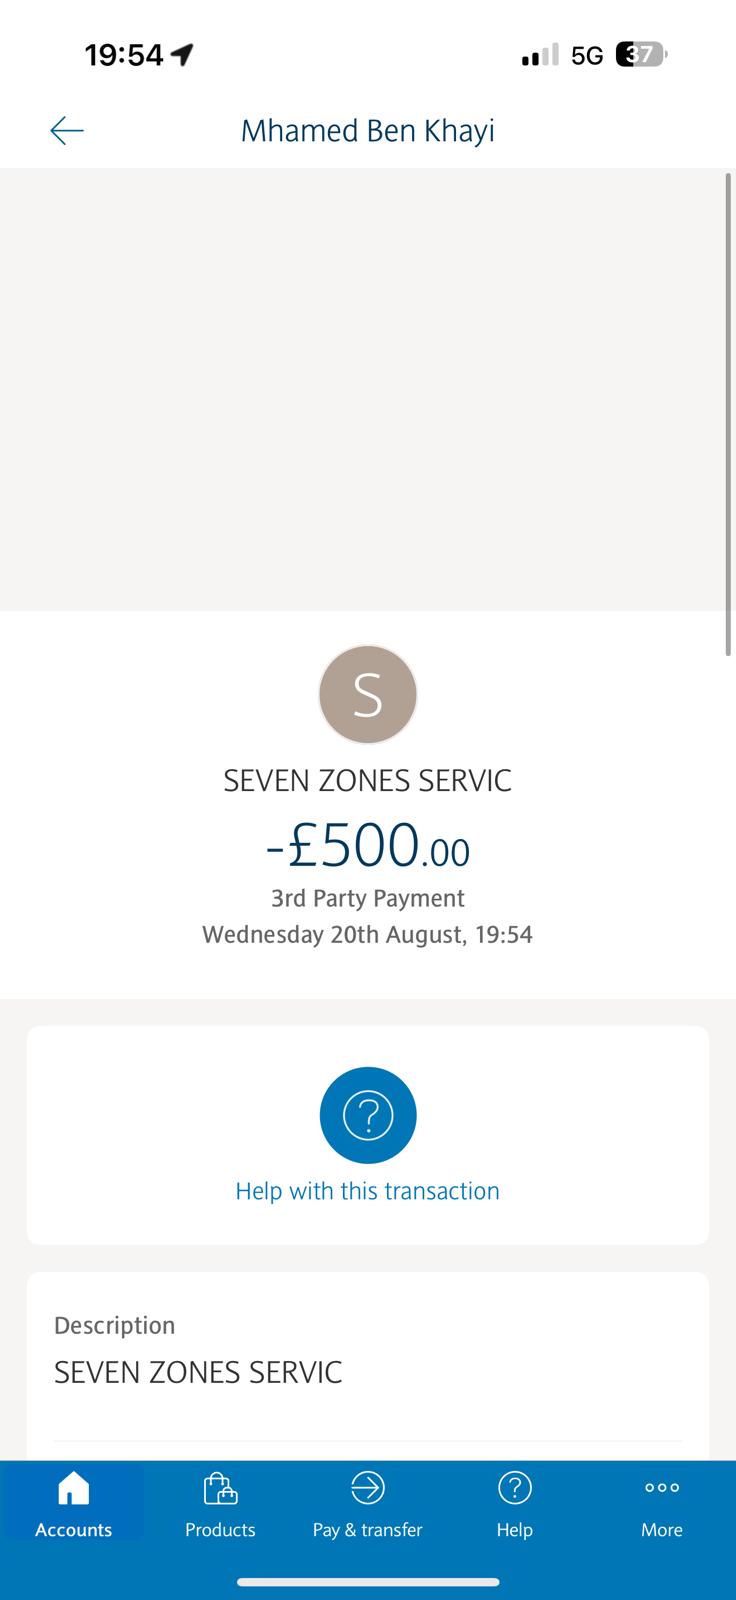 19:54
5G 37
Mhamed Ben Khayi
S
SEVEN ZONES SERVIC
-£500.00
3rd Party Payment
Wednesday 20th August, 19:54
?
Help with this transaction
Description
SEVEN ZONES SERVIC
?
Accounts Products Pay & transfer Help More